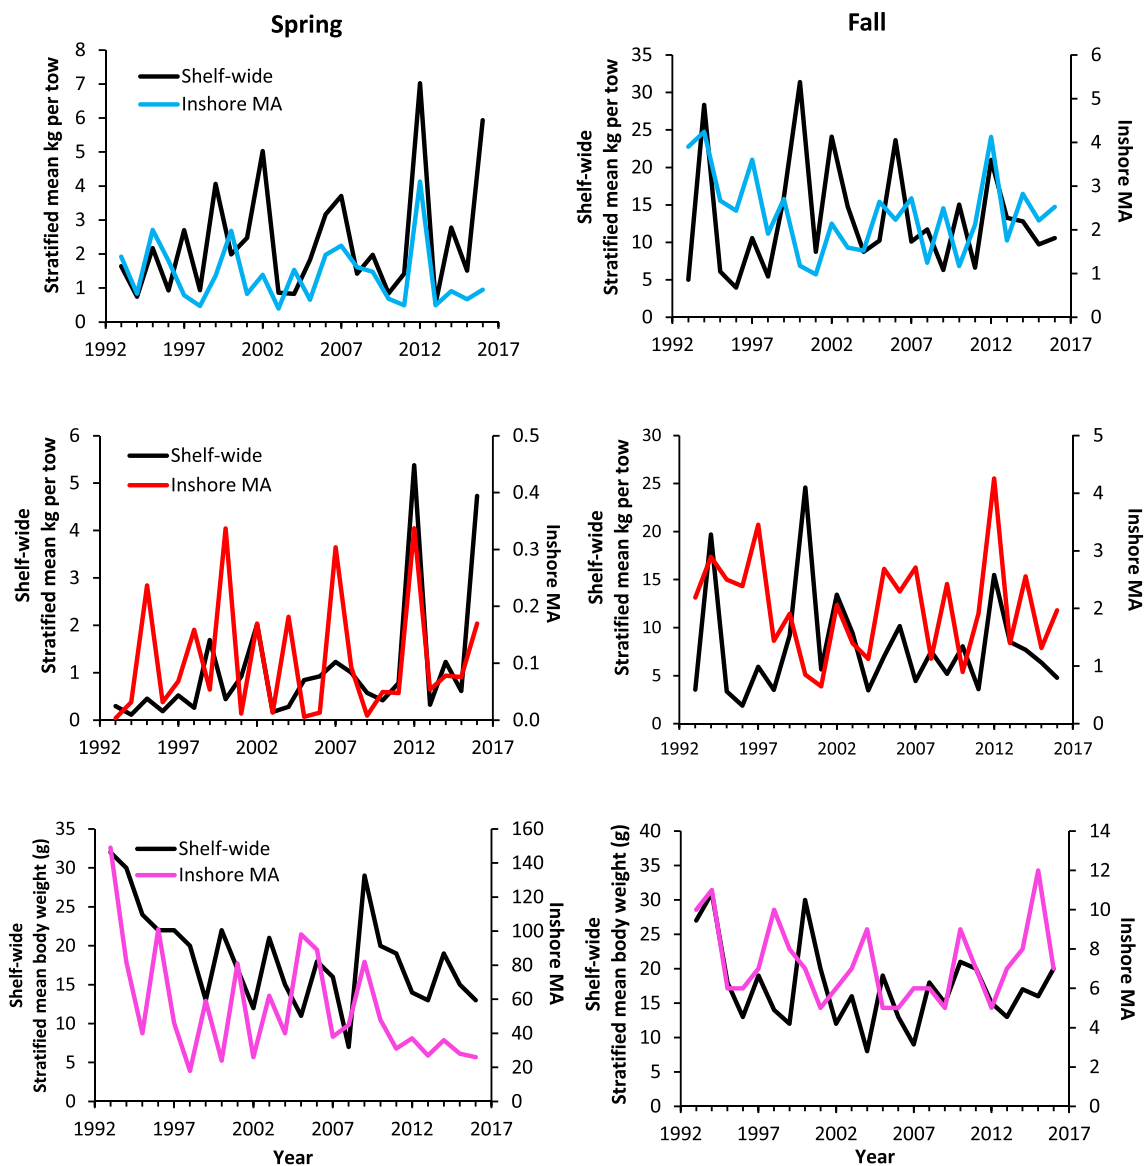 Spring
Fall
Stratified mean kg per tow
8
7
6
5
4
3
2
1
0
Shelf-wide
Inshore MA
1992 1997 2002 2007 2012 2017
Shelf-wide
Stratified mean kg per tow
35
30
25
20
15
10
5
0
6
5
4
3
2
1
0
Inshore MA
1992 1997 2002 2007 2012 2017
Shelf-wide
Stratified mean kg per tow
6
5
4
3
2
1
0
Shelf-wide
Inshore MA
0.5
0.4
0.3
0.2
0.1
0.0
Inshore MA
1992 1997 2002 2007 2012 2017
Shelf-wide
Stratified mean kg per tow
30
25
20
15
10
5
0
5
4
3
2
1
0
Inshore MA
1992 1997 2002 2007 2012 2017
Shelf-wide
Stratified mean body weight (g)
35
30
25
20
15
10
5
0
Shelf-wide
Inshore MA
160
140
120
100
80
60
40
20
0
Inshore MA
1992 1997 2002 2007 2012 2017
Year
Shelf-wide
Stratified mean body weight (g)
40
35
30
25
20
15
10
5
0
14
12
10
8
6
4
2
0
Inshore MA
1992 1997 2002 2007 2012 2017
Year